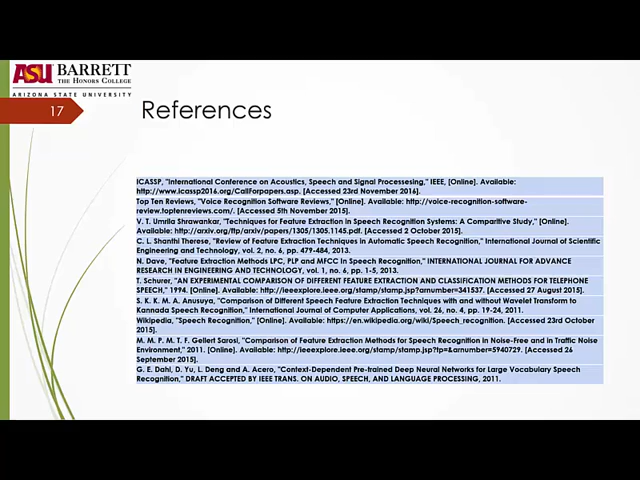 ASU BARRETT
THE HONORS COLLEGE
ARIZONA STATE UNIVERSITY
17
References
ICASSP, "International Conference on Acoustics, Speech and Signal Processesing," IEEE, [Online]. Available:
http://www.icassp2016.org/CallForpapers.asp. [Accessed 23rd November 2016].
Top Ten Reviews, "Voice Recognition Software Reviews," [Online]. Available: http://voice-recognition-software-
review.toptenreviews.com/. [Accessed 5th November 2015].
V. T. Umrila Shrawankar, "Techniques for Feature Extraction in Speech Recognition Systems: A Comparitive Study," [Online].
Available: http://arxiv.org/ftp/arxiv/papers/1305/1305.1145.pdf. [Accessed 2 October 2015].
C. L. Shanthi Therese, "Review of Feature Extraction Techniques in Automatic Speech Recognition," International Journal of Scientific
Engineering and Technology, vol. 2, no. 6, pp. 479-484, 2013.
N. Dave, "Feature Extraction Methods LPC, PLP and MFCC In Speech Recognition," INTERNATIONAL JOURNAL FOR ADVANCE
RESEARCH IN ENGINEERING AND TECHNOLOGY, vol. 1, no. 6, pp. 1-5, 2013.
T. Schurer, "AN EXPERIMENTAL COMPARISON OF DIFFERENT FEATURE EXTRACTION AND CLASSIFICATION METHODS FOR TELEPHONE
SPEECH," 1994. [Online]. Available: http://ieeexplore.ieee.org/stamp/stamp.jsp?arnumber=341537. [Accessed 27 August 2015].
S. K. K. M. A. Anusuya, "Comparison of Different Speech Feature Extraction Techniques with and without Wavelet Transform to
Kannada Speech Recognition," International Journal of Computer Applications, vol. 26, no. 4, pp. 19-24, 2011.
Wikipedia, "Speech Recognition," [Online]. Available: https://en.wikipedia.org/wiki/Speech_recognition. [Accessed 23rd October
2015].
M. M. P. M. T. F. Gellert Sarosi, "Comparison of Feature Extraction Methods for Speech Recognition in Noise-Free and in Traffic Noise
Environment," 2011. [Online]. Available: http://ieeexplore.ieee.org/stamp/stamp.jsp?tp=&arnumber=5940729. [Accessed 26
September 2015].
G. E. Dahl, D. Yu, L. Deng and A. Acero, "Context-Dependent Pre-trained Deep Neural Networks for Large Vocabulary Speech
Recognition," DRAFT ACCEPTED BY IEEE TRANS. ON AUDIO, SPEECH, AND LANGUAGE PROCESSING, 2011.